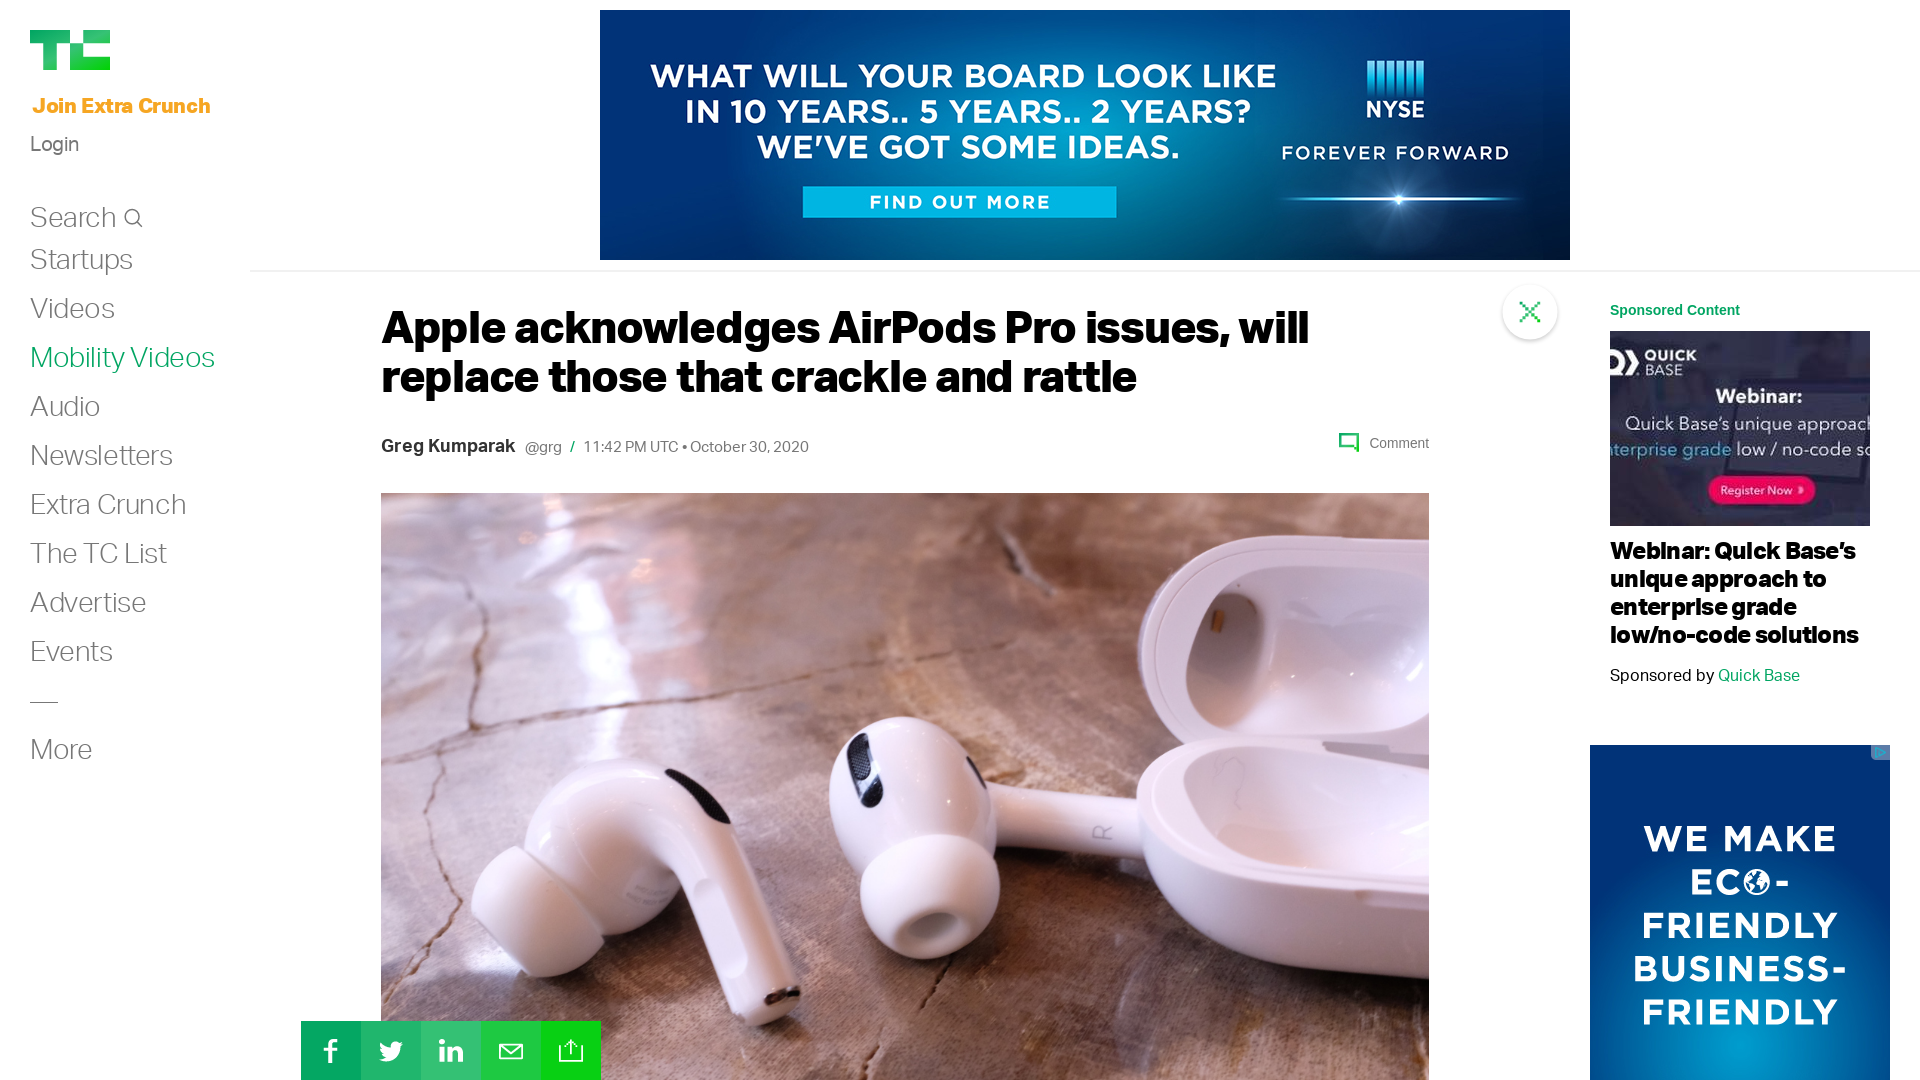 TC
Join Extra Crunch
Login
Search
Startups
Videos
Mobility Videos
Audio
Newsletters
Extra Crunch
The TC List
Advertise
Events
More
WHAT WILL YOUR BOARD LOOK LIKE
IN 10 YEARS.. 5 YEARS.. 2 YEARS?
WE'VE GOT SOME IDEAS.
FIND OUT MORE
NYSE
FOREVER FORWARD
Apple acknowledges AirPods Pro issues, will
replace those that crackle and rattle
Greg Kumparak @grg / 11:42 PM UTC • October 30, 2020
Comment
R
Sponsored Content
QUICK
BASE
Webinar:
Quick Base's unique approach
nterprise grade low / no-code so
Register Now
Webinar: Quick Base’s
unique approach to
enterprise grade
low/no-code solutions
Sponsored by Quick Base
WE MAKE
ECO-
FRIENDLY
BUSINESS-
FRIENDLY